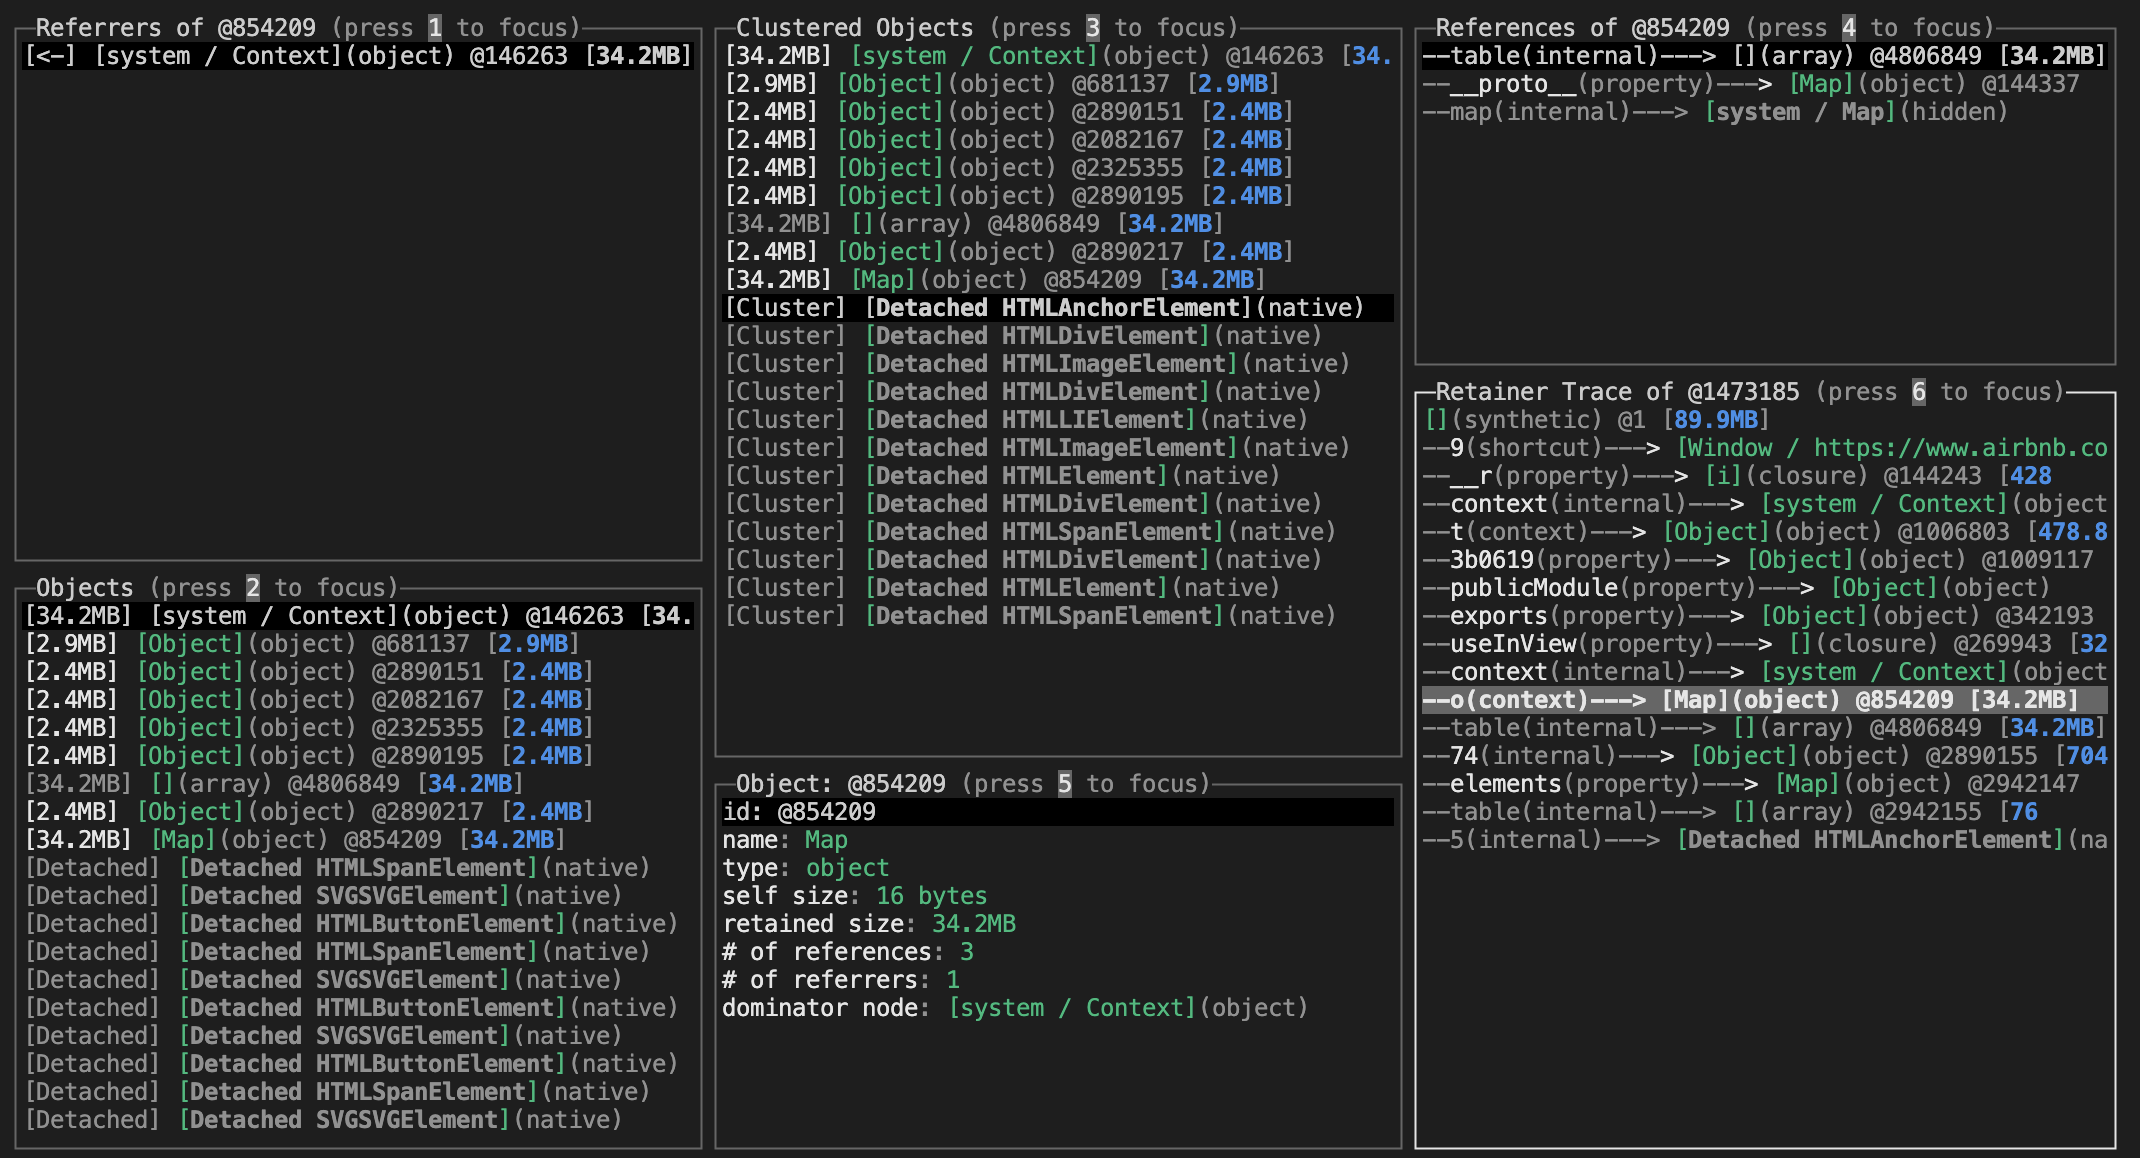 Referrers of @854209 (press 1 to focus)
[<—] [system / Context](object) @146263 [34.2MB]
Objects (press 2 to focus)
[34.2MB] [system / Context](object) @146263 [34.
[2.9MB] [Object](object) @681137 [2.9MB]
[2.4MB] [Object](object) @2890151 [2.4MB]
[2.4MB] [Object](object) @2082167 [2.4MB]
[2.4MB] [Object](object) @2325355 [2.4MB]
[2.4MB] [Object](object) @2890195 [2.4MB]
[34.2MB] [](array) @4806849 [34.2MB]
[2.4MB] [Object](object) @2890217 [2.4MB]
[34.2MB] [Map](object) @854209 [34.2MB]
[Detached] [Detached HTMLSpanElement](native)
[Detached] [Detached SVGSVGElement](native)
[Detached] [Detached HTMLButtonElement](native)
[Detached] [Detached HTMLSpanElement](native)
[Detached] [Detached SVGSVGElement](native)
[Detached] [Detached HTMLButtonElement](native)
[Detached] [Detached SVGSVGElement](native)
[Detached] [Detached HTMLButtonElement](native)
[Detached] [Detached HTMLSpanElement](native)
[Detached] [Detached SVGSVGElement](native)
Clustered Objects (press 3 to focus)
[34.2MB] [system / Context](object) @146263 [34.
[2.9MB] [Object](object) @681137 [2.9MB]
[2.4MB] [Object](object) @2890151 [2.4MB]
[2.4MB] [Object](object) @2082167 [2.4MB]
[2.4MB] [Object](object) @2325355 [2.4MB]
[2.4MB] [Object](object) @2890195 [2.4MB]
[34.2MB] [](array) @4806849 [34.2MB]
[2.4MB] [Object](object) @2890217 [2.4MB]
[34.2MB] [Map](object) @854209 [34.2MB]
[Cluster] [Detached HTMLAnchorElement](native)
[Cluster] [Detached HTMLDivElement](native)
[Cluster] [Detached HTMLImageElement](native)
[Cluster] [Detached HTMLDivElement](native)
[Cluster] [Detached HTMLLIElement](native)
[Cluster] [Detached HTMLImageElement](native)
[Cluster] [Detached HTMLElement](native)
[Cluster] [Detached HTMLDivElement](native)
[Cluster] [Detached HTMLSpanElement](native)
[Cluster] [Detached HTMLDivElement](native)
[Cluster] [Detached HTMLElement](native)
[Cluster] [Detached HTMLSpanElement](native)
Object: @854209 (press 5 to focus)
id: @854209
name: Map
type: object
self size: 16 bytes
retained size: 34.2MB
# of references: 3
# of referrers: 1
dominator node: [system / Context](object)
References of @854209 (press 4 to focus)
--table(internal)---> [](array) @4806849 [34.2MB]
--__proto__(property)---> [Map](object) @144337
--map(internal)---> [system / Map](hidden)
Retainer Trace of @1473185 (press 6 to focus)
[](synthetic) @1 [89.9MB]
--9(shortcut)---> [Window / https://www.airbnb.co
--__r(property)---> [i](closure) @144243 [428
--context(internal)---> [system / Context](object
--t(context)---> [Object](object) @1006803 [478.8
--3b0619(property)---> [Object](object) @1009117
--publicModule(property)---> [Object](object)
--exports(property)---> [Object](object) @342193
--useInView(property)---> [](closure) @269943 [32
--context(internal)---> [system / Context](object
--o(context)---> [Map](object) @854209 [34.2MB]
--table(internal)---> [](array) @4806849 [34.2MB]
--74(internal)---> [Object](object) @2890155 [704
--elements(property)---> [Map](object) @2942147
--table(internal)---> [](array) @2942155 [76
--5(internal)---> [Detached HTMLAnchorElement](na